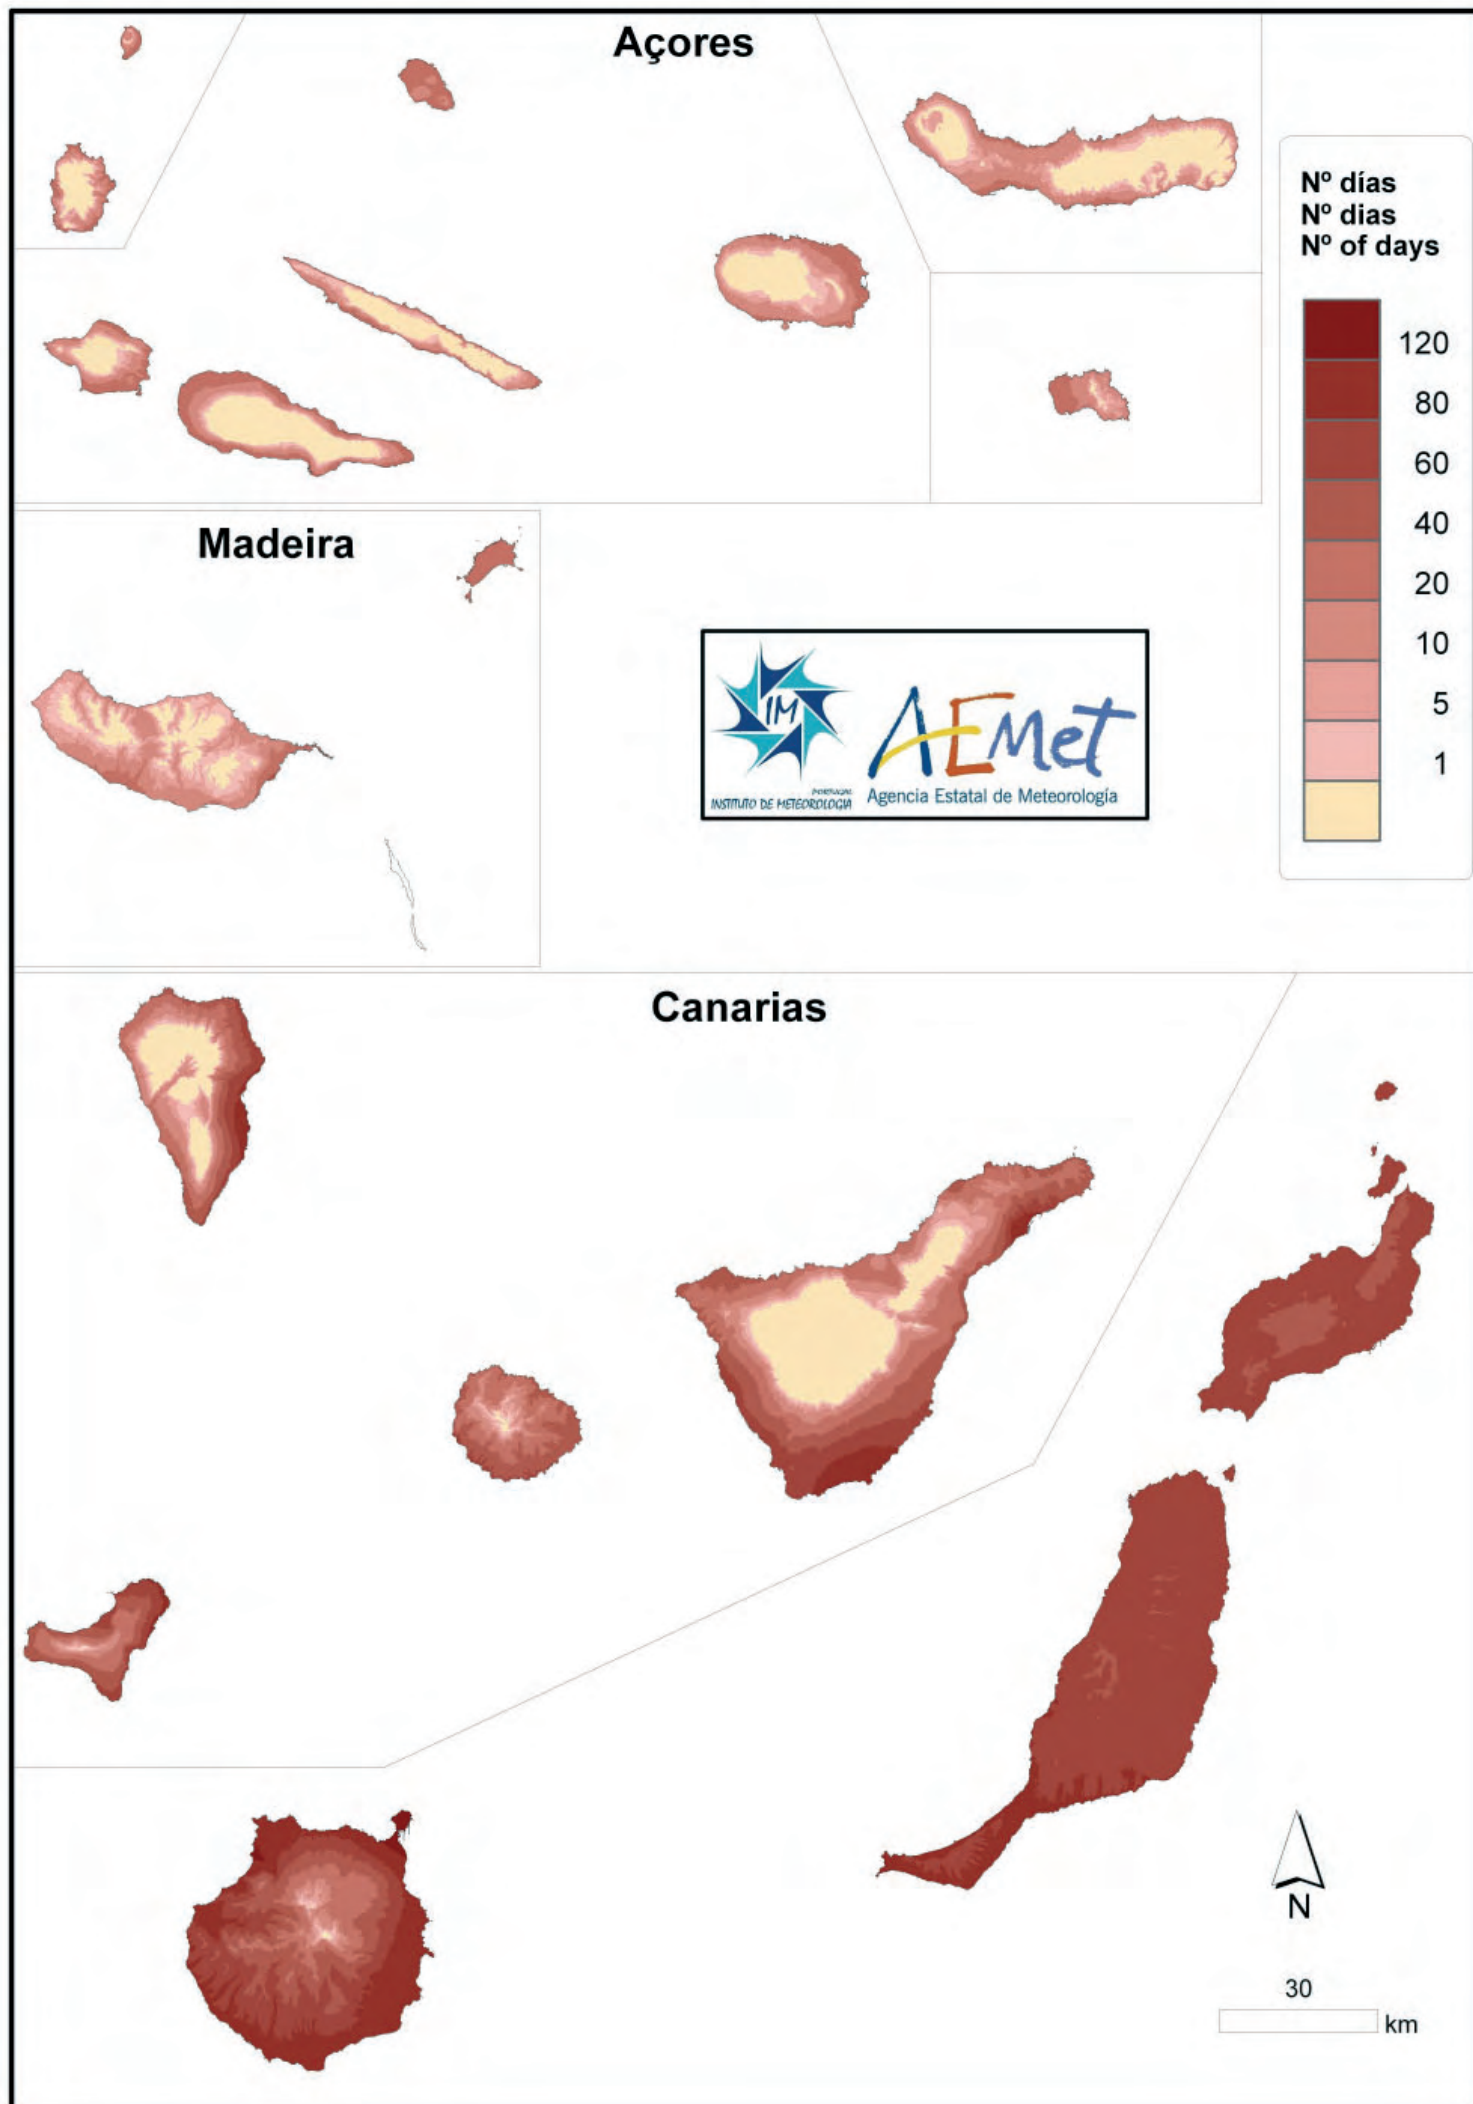 Açores
Nº días
Nº dias
Nº of days
120
80
60
40
20
10
5
1
Madeira
IM
PORTUGAL
INSTITUTO DE METEOROLOGIA
AEMet
Agencia Estatal de Meteorología
Canarias
N
30
km